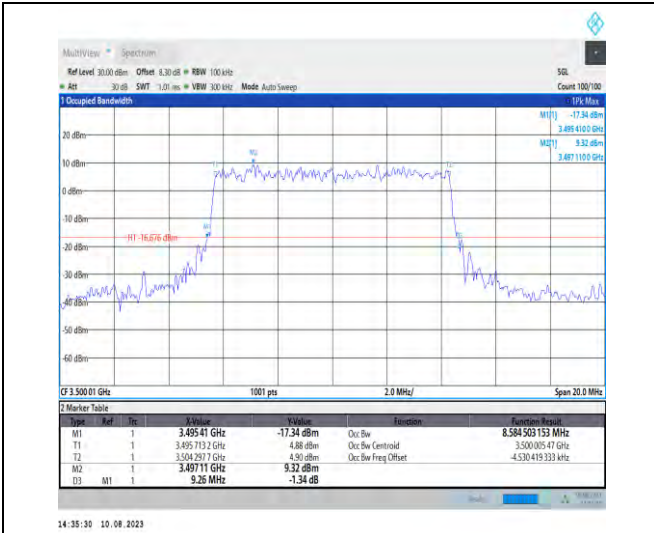 MultiView Spectrum
Ref Level 30.00 dBm Offset 8.30 dB RBW 100 kHz SGL
Att 30 dB SWT 1.01 ms VBW 300 kHz Mode Auto Sweep Count 100/100
1 Occupied Bandwidth 1Pk Max
M1[1] -17.34 dBm
3.495 410 0 GHz
M2[1] 9.32 dBm
3.497 110 0 GHz
20 dBm
M2
10 dBm
T1 T2
0 dBm
-10 dBm
M1
H1 -16.676 dBm
-20 dBm
-30 dBm
-40 dBm
-50 dBm
-60 dBm
CF 3.500 01 GHz 1001 pts 2.0 MHz/ Span 20.0 MHz
2 Marker Table
Type Ref Trc X-Value Y-Value Function Function Result
M1 1 3.495 41 GHz -17.34 dBm Occ Bw 8.584 503 153 MHz
T1 1 3.495 713 2 GHz 4.88 dBm Occ Bw Centroid 3.500 005 47 GHz
T2 1 3.504 297 7 GHz 4.90 dBm Occ Bw Freq Offset -4.530 419 333 kHz
M2 1 3.497 11 GHz 9.32 dBm
D3 M1 1 9.26 MHz -1.34 dB
14:35:30 10.08.2023